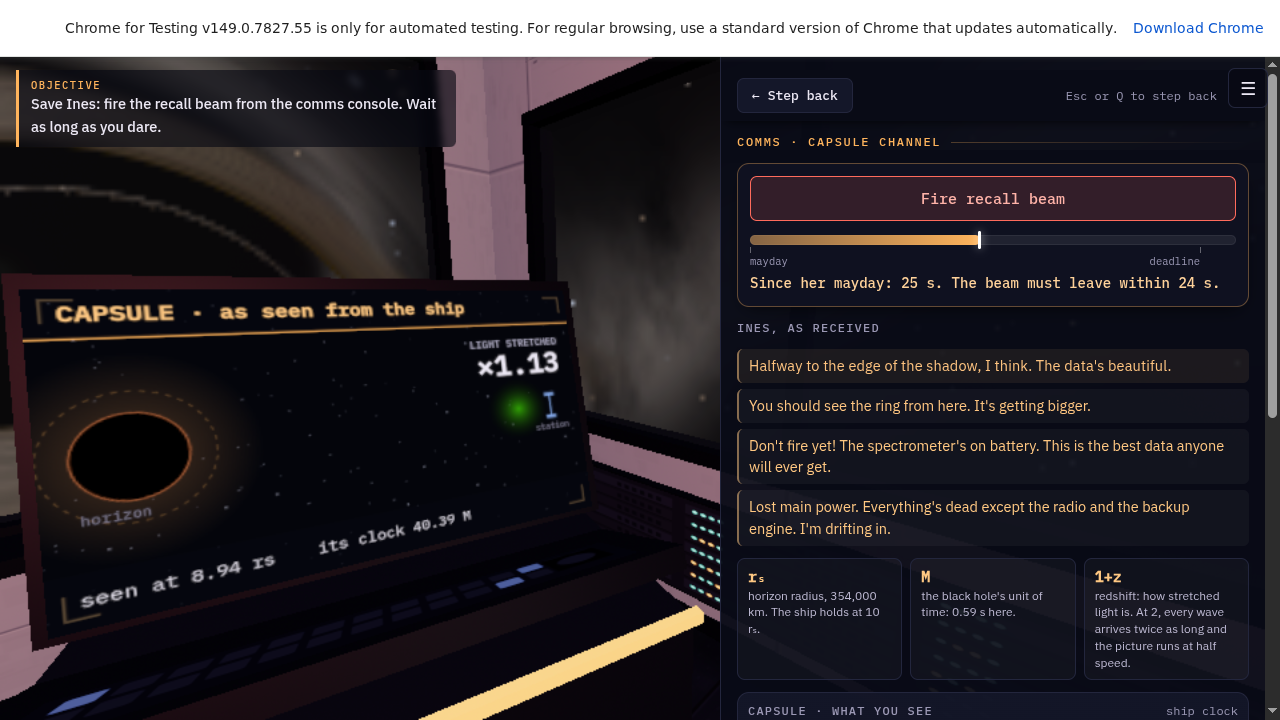 Chrome for Testing v149.0.7827.55 is only for automated testing. For regular browsing, use a standard version of Chrome that updates automatically.
Download Chrome
OBJECTIVE
Save Ines: fire the recall beam from the comms console. Wait
as long as you dare.
CAPSULE · as seen from the ship
LIGHT STRETCHED
×1.13
station
horizon
seen at 8.94 rs
its clock 40.39 M
← Step back
Esc or Q to step back
☰
COMMS · CAPSULE CHANNEL
Fire recall beam
mayday
deadline
Since her mayday: 25 s. The beam must leave within 24 s.
INES, AS RECEIVED
Halfway to the edge of the shadow, I think. The data's beautiful.
You should see the ring from here. It's getting bigger.
Don't fire yet! The spectrometer's on battery. This is the best data anyone
will ever get.
Lost main power. Everything's dead except the radio and the backup
engine. I'm drifting in.
rₛ
horizon radius, 354,000
km. The ship holds at 10
rₛ.
M
the black hole's unit of
time: 0.59 s here.
1+z
redshift: how stretched
light is. At 2, every wave
arrives twice as long and
the picture runs at half
speed.
CAPSULE · WHAT YOU SEE
ship clock